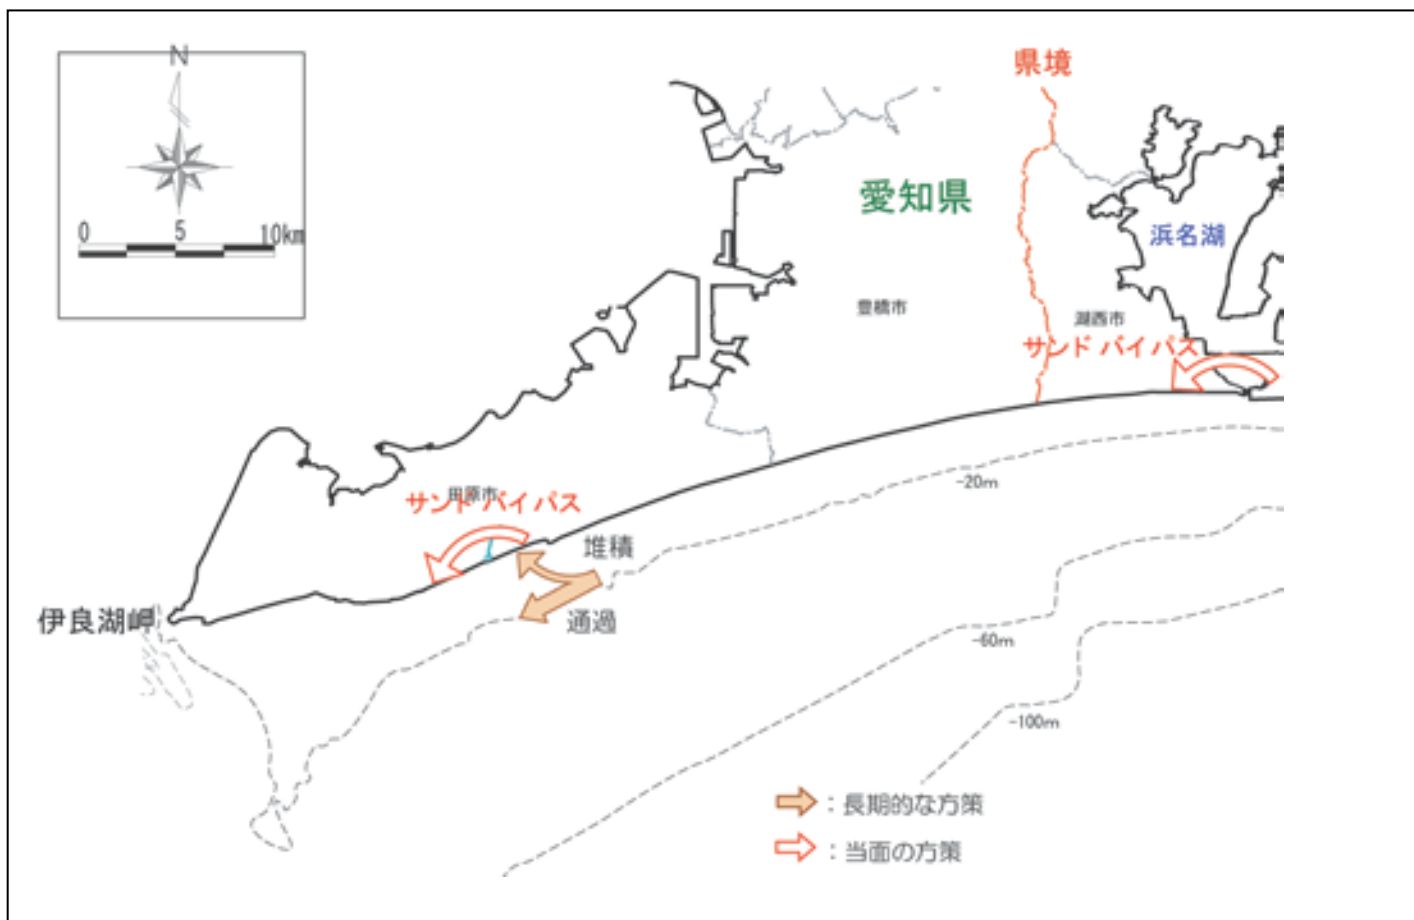 N
0 5 10km
県境
愛知県
浜名湖
豊橋市
湖西市
サンド バイパス
-20m
田原市
サンド バイ パス
堆積
伊良湖岬
通過
-60m
-100m
：長期的な方策
：当面の方策